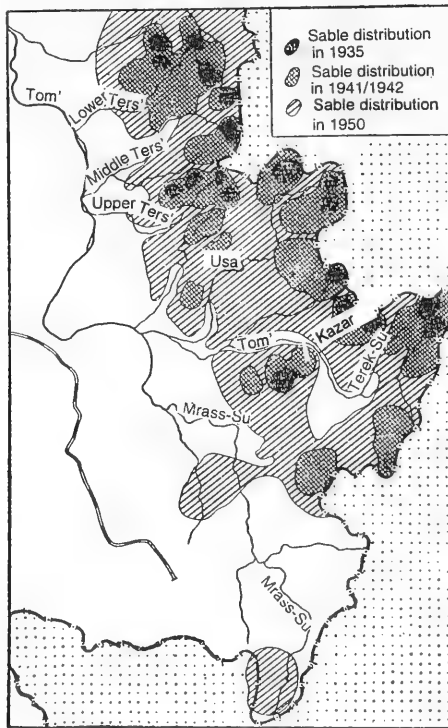 Sable distribution
in 1935
Sable distribution
in 1941/1942
Sable distribution
in 1950
Tom'
Lower Ters'
Middle Ters'
Upper Ters'
Usa
Tom'
Kazar
Terek-Su
Mrass-Su
Mrass-Su